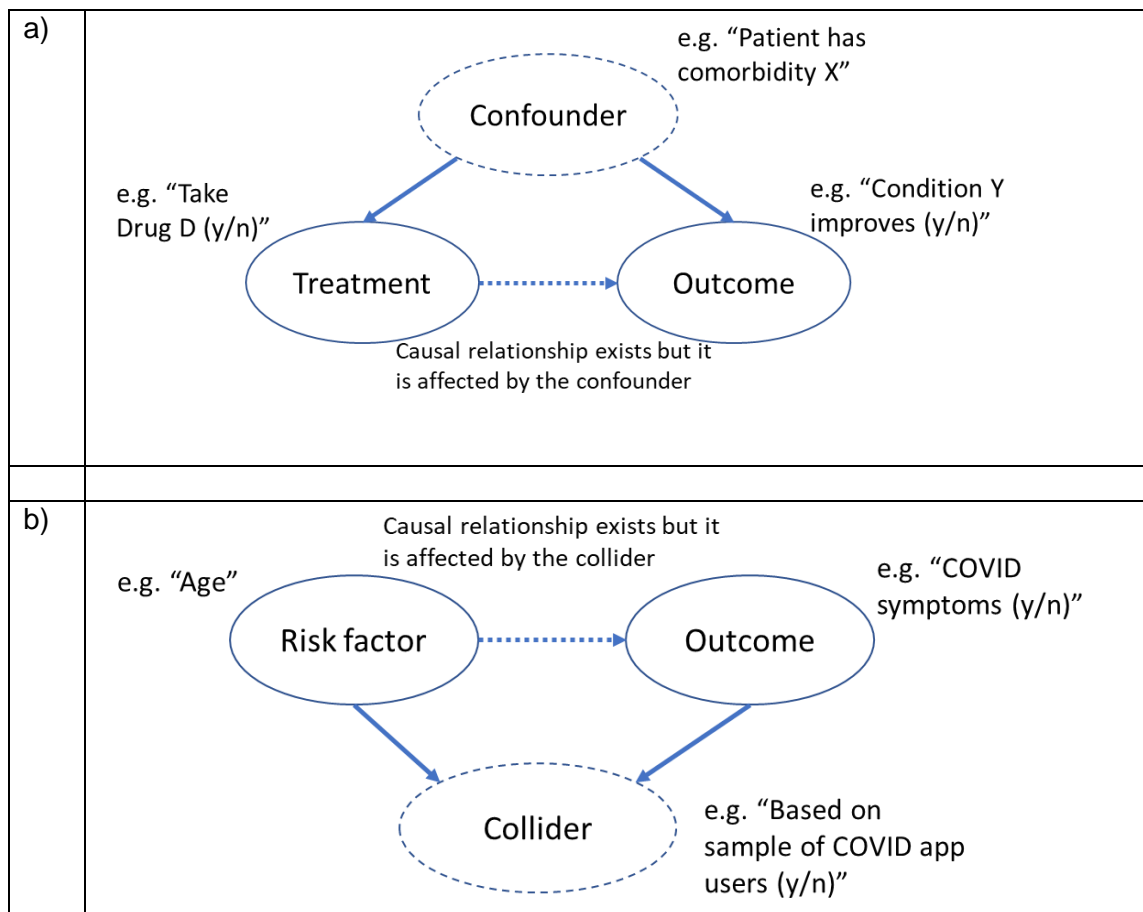 a)
e.g. “Patient has
comorbidity X”
Confounder
e.g. “Take
Drug D (y/n)”
e.g. “Condition Y
improves (y/n)”
Treatment
Outcome
Causal relationship exists but it
is affected by the confounder
b)
Causal relationship exists but it
is affected by the collider
e.g. “Age”
e.g. “COVID
symptoms (y/n)”
Risk factor
Outcome
Collider
e.g. “Based on
sample of COVID app
users (y/n)”